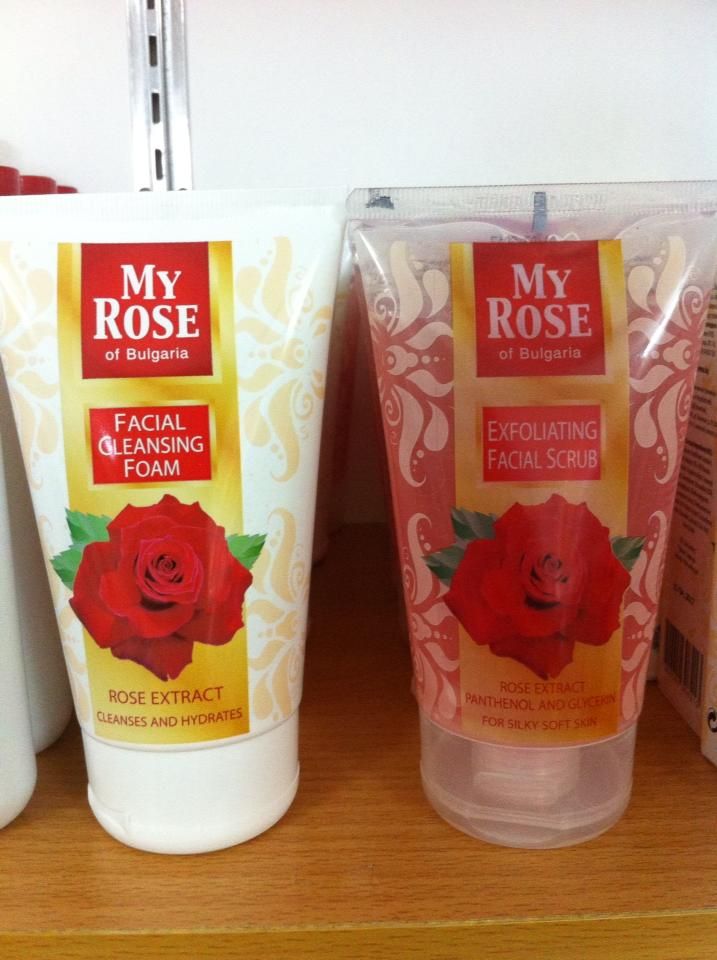 My
Rose
of Bulgaria
Facial
Cleansing
Foam
ROSE EXTRACT
CLEANSES AND HYDRATES
My
Rose
of Bulgaria
Exfoliating
Facial Scrub
ROSE EXTRACT
PANTHENOL AND GLYCERIN
FOR SILKY SOFT SKIN